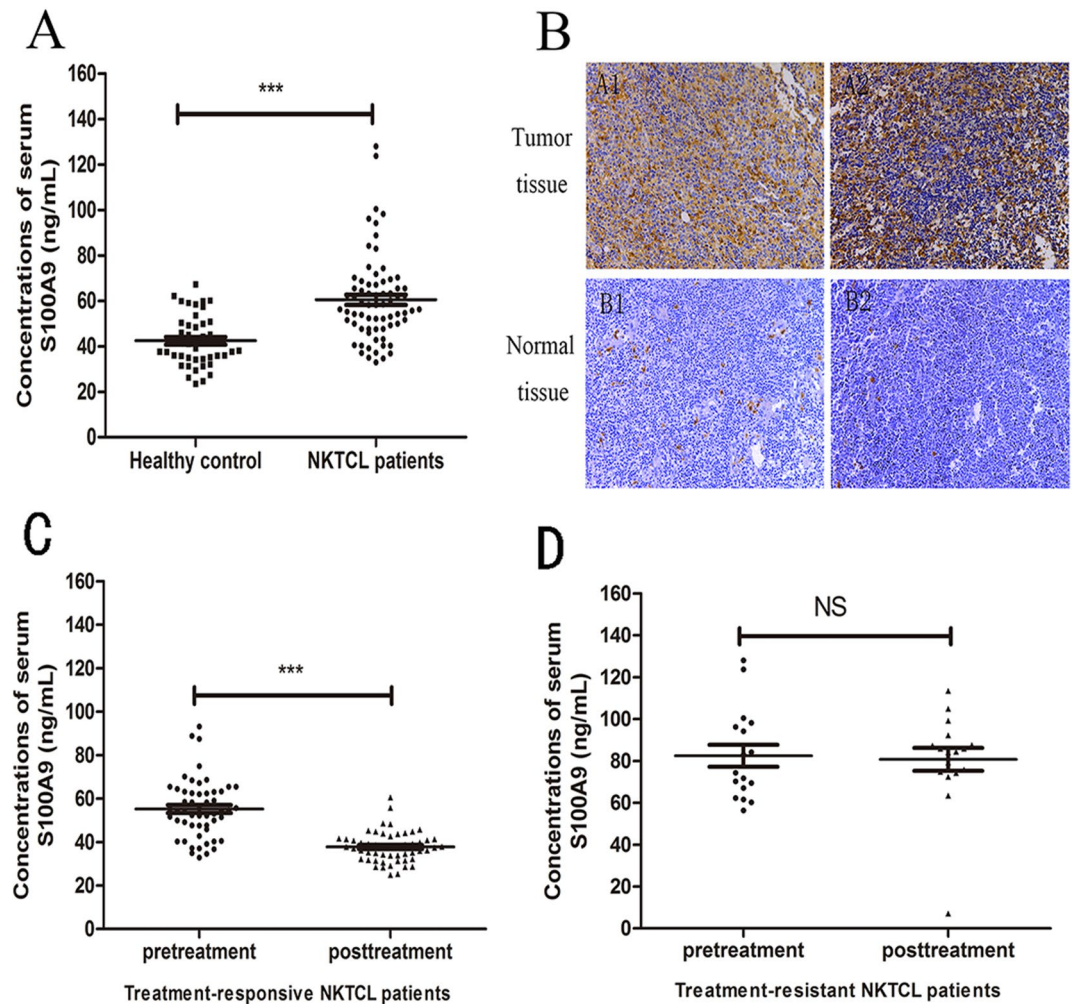 A
160
140
120
100
80
60
40
20
0
Concentrations of serum
S100A9 (ng/mL)
***
Healthy control
NKTCL patients
B
Tumor
tissue
A1
A2
Normal
tissue
B1
B2
C
160
140
120
100
80
60
40
20
0
Concentrations of serum
S100A9 (ng/mL)
***
pretreatment
posttreatment
Treatment-responsive NKTCL patients
D
160
140
120
100
80
60
40
20
0
Concentrations of serum
S100A9 (ng/mL)
NS
pretreatment
posttreatment
Treatment-resistant NKTCL patients